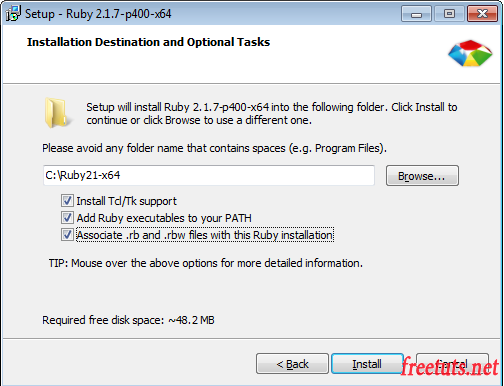 Setup - Ruby 2.1.7-p400-x64
Installation Destination and Optional Tasks
Setup will install Ruby 2.1.7-p400-x64 into the following folder. Click Install to
continue or click Browse to use a different one.
Please avoid any folder name that contains spaces (e.g. Program Files).
C:\Ruby21-x64
Browse...
Install Td/Tk support
Add Ruby executables to your PATH
Associate .rb and .rbw files with this Ruby installation
TIP: Mouse over the above options for more detailed information.
Required free disk space: ~48.2 MB
< Back
Install
Cancel
freetuts.net